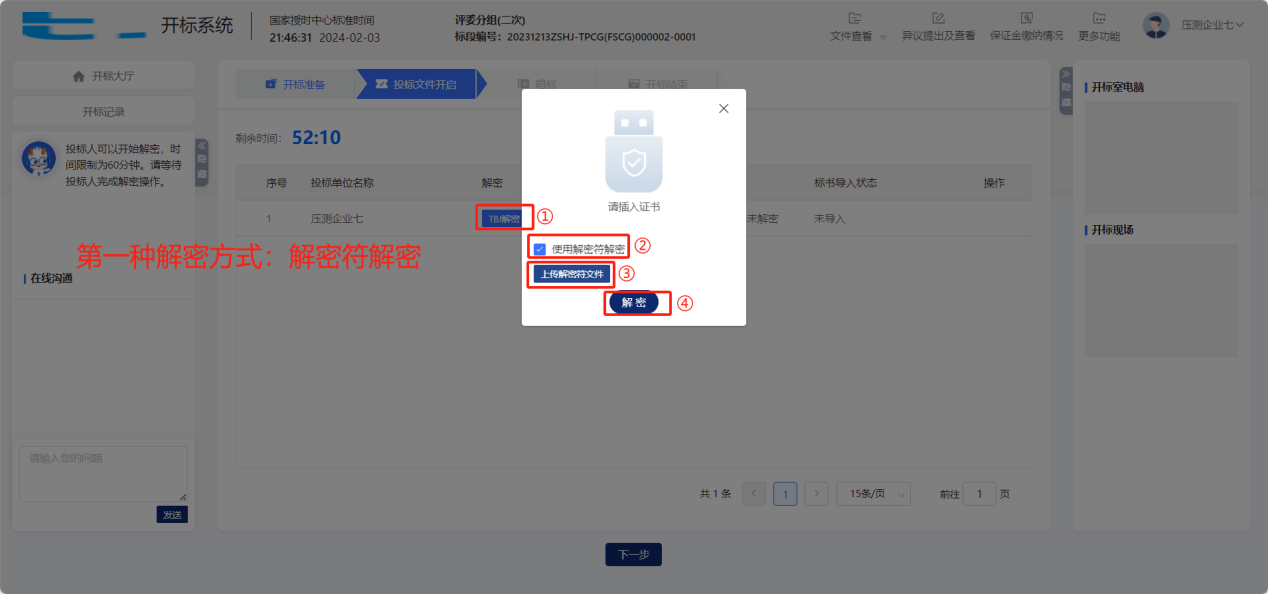 开标系统
国家授时中心标准时间
21:46:31 2024-02-03
评委分组(二次)
标段编号：20231213ZSHJ-TPCG(FSCG)000002-0001
文件查看
异议提出及查看
保证金缴纳情况
更多功能
压测企业七
开标大厅
开标记录
投标人可以开始解密，时
间限制为60分钟。请等待
投标人完成解密操作。
隐藏
在线沟通
请输入您的问题
发送
开标准备
投标文件开启
唱标
开标结束
剩余时间：
52:10
序号
投标单位名称
解密
标书导入状态
操作
1
压测企业七
TBJ解密
①
未解密
未导入
请插入证书
使用解密符解密
②
上传解密符文件
③
解密
④
第一种解密方式：解密符解密
共 1 条
1
15条/页
前往
1
页
下一步
隐藏
开标室电脑
开标现场